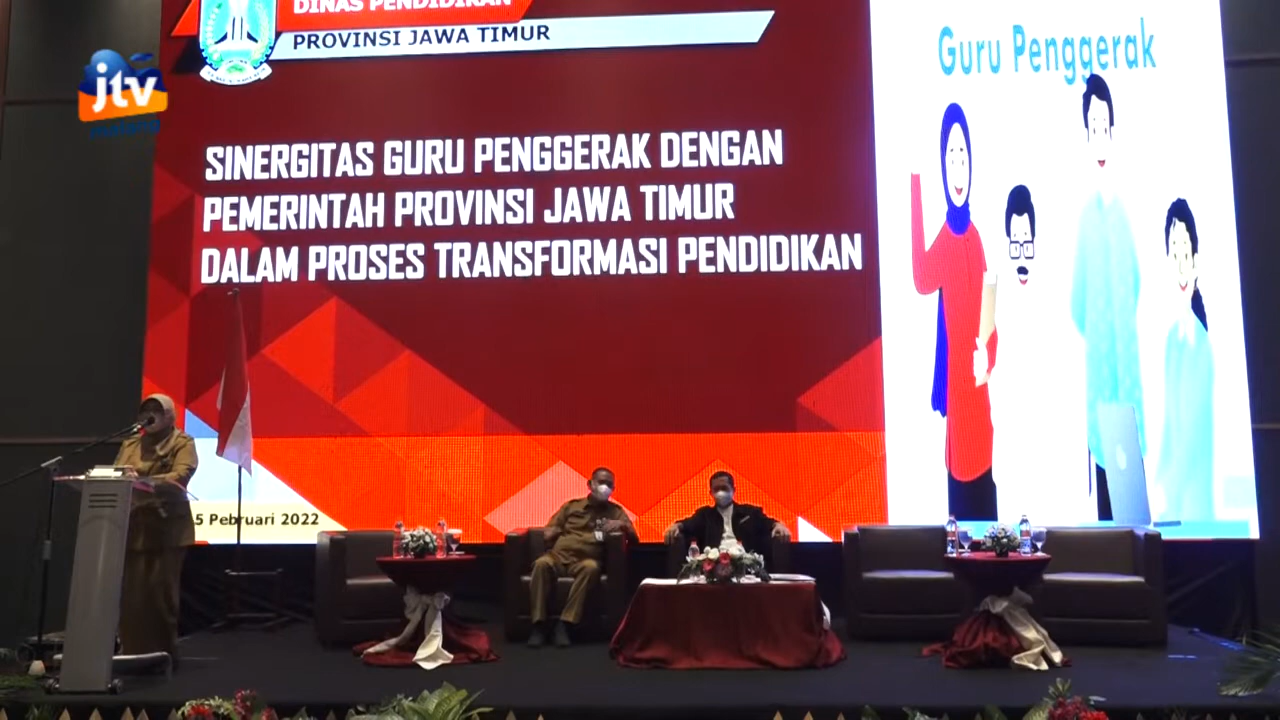 DINAS PENDIDIKAN
PROVINSI JAWA TIMUR
jtv
Guru Penggerak
SINERGITAS GURU PENGGERAK DENGAN
PEMERINTAH PROVINSI JAWA TIMUR
DALAM PROSES TRANSFORMASI PENDIDIKAN
5 Pebruari 2022